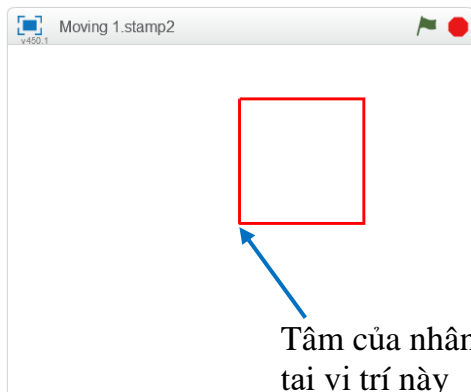 Moving 1.stamp2
v450.1
Tâm của nhân
tại vị trí này